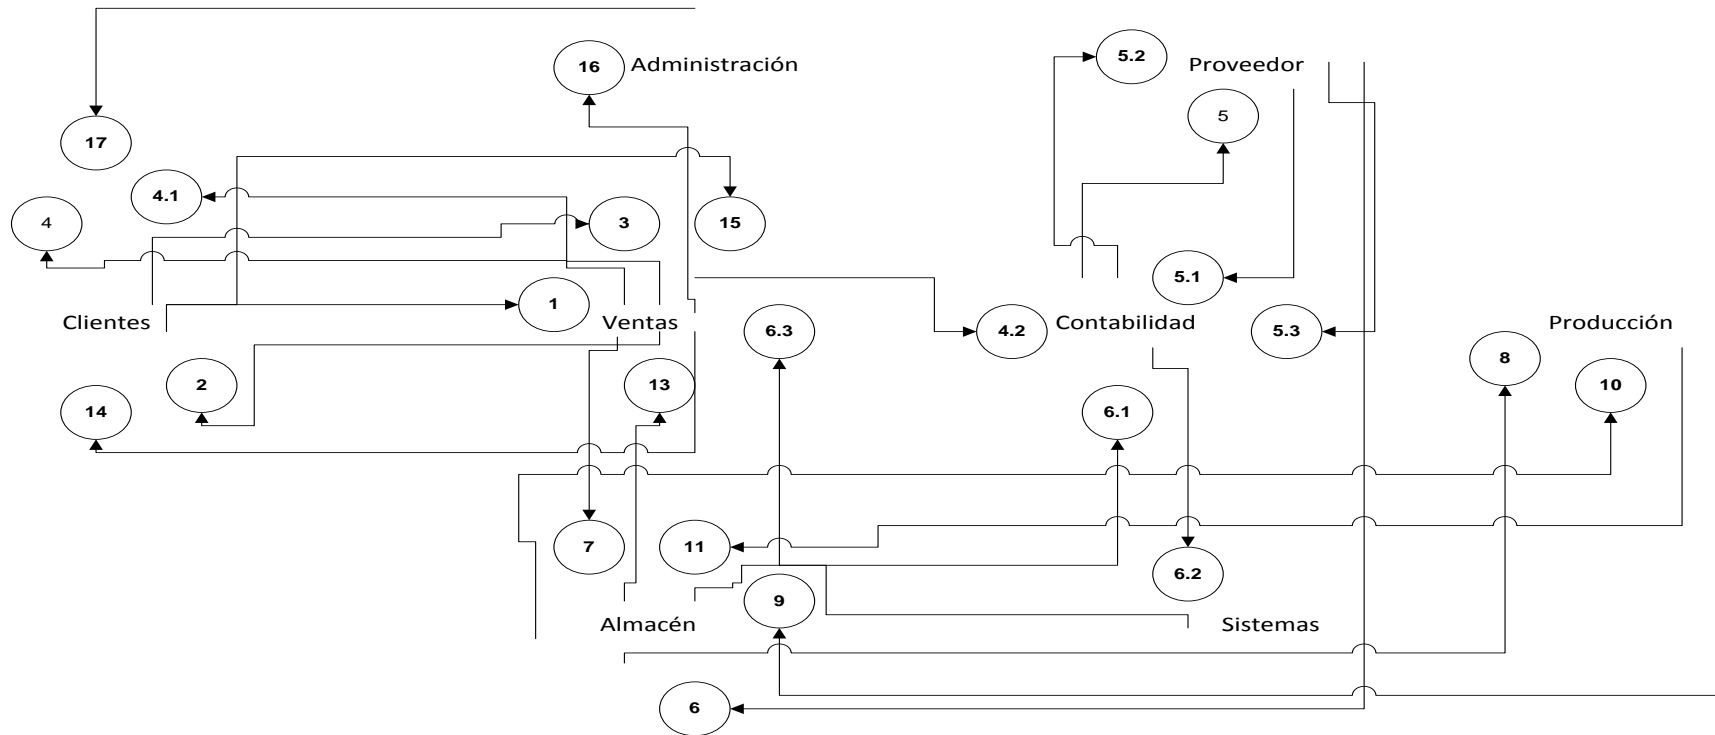 16 Administración
5.2
Proveedor
5
17
4.1
4
3
15
5.1
1
Clientes
Ventas
6.3
4.2
Contabilidad
5.3
Producción
8
2
13
10
14
6.1
7
11
6.2
9
Almacén
Sistemas
6